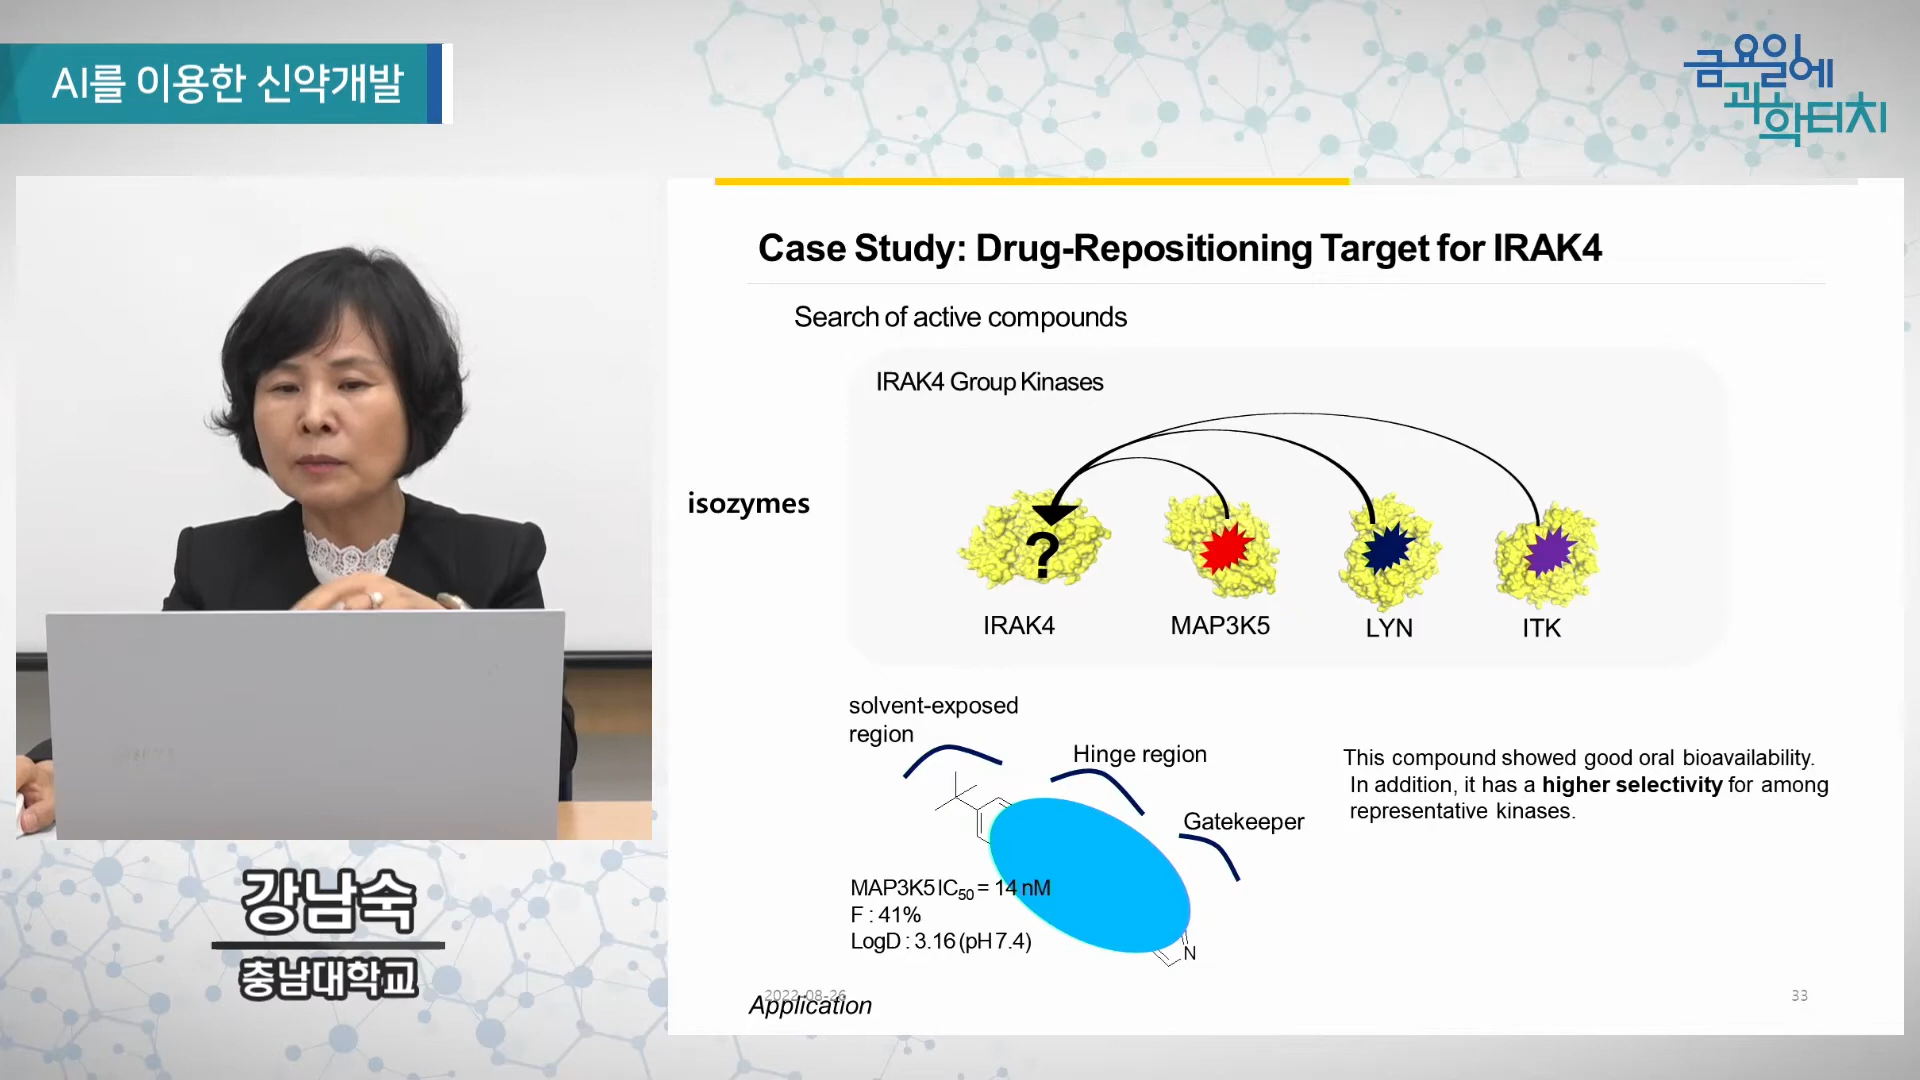 AI를 이용한 신약개발
금요일에
과학터치
Case Study: Drug-Repositioning Target for IRAK4
Search of active compounds
IRAK4 Group Kinases
isozymes
?
IRAK4
MAP3K5
LYN
ITK
solvent-exposed
region
Hinge region
Gatekeeper
This compound showed good oral bioavailability.
In addition, it has a higher selectivity for among
representative kinases.
MAP3K5 IC50 = 14 nM
F : 41%
LogD : 3.16 (pH 7.4)
N
2022-08-26
Application
33
강남숙
충남대학교